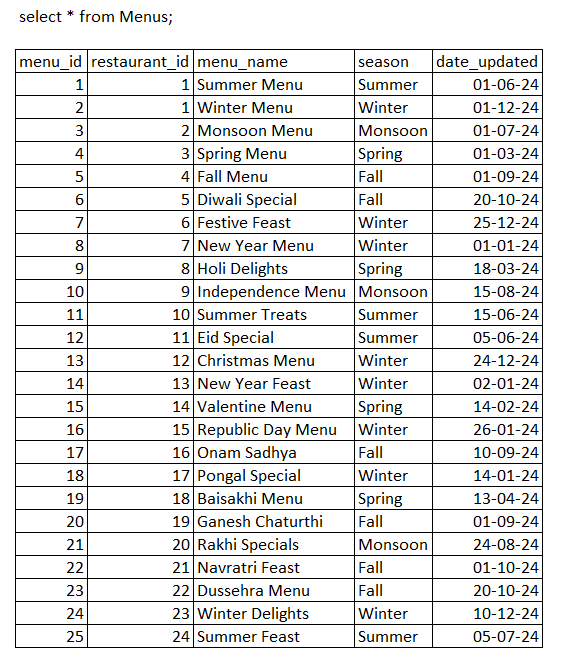 select * from Menus;
menu_id restaurant_id menu_name season date_updated
1 1 Summer Menu Summer 01-06-24
2 1 Winter Menu Winter 01-12-24
3 2 Monsoon Menu Monsoon 01-07-24
4 3 Spring Menu Spring 01-03-24
5 4 Fall Menu Fall 01-09-24
6 5 Diwali Special Fall 20-10-24
7 6 Festive Feast Winter 25-12-24
8 7 New Year Menu Winter 01-01-24
9 8 Holi Delights Spring 18-03-24
10 9 Independence Menu Monsoon 15-08-24
11 10 Summer Treats Summer 15-06-24
12 11 Eid Special Summer 05-06-24
13 12 Christmas Menu Winter 24-12-24
14 13 New Year Feast Winter 02-01-24
15 14 Valentine Menu Spring 14-02-24
16 15 Republic Day Menu Winter 26-01-24
17 16 Onam Sadhya Fall 10-09-24
18 17 Pongal Special Winter 14-01-24
19 18 Baisakhi Menu Spring 13-04-24
20 19 Ganesh Chaturthi Fall 01-09-24
21 20 Rakhi Specials Monsoon 24-08-24
22 21 Navratri Feast Fall 01-10-24
23 22 Dussehra Menu Fall 20-10-24
24 23 Winter Delights Winter 10-12-24
25 24 Summer Feast Summer 05-07-24